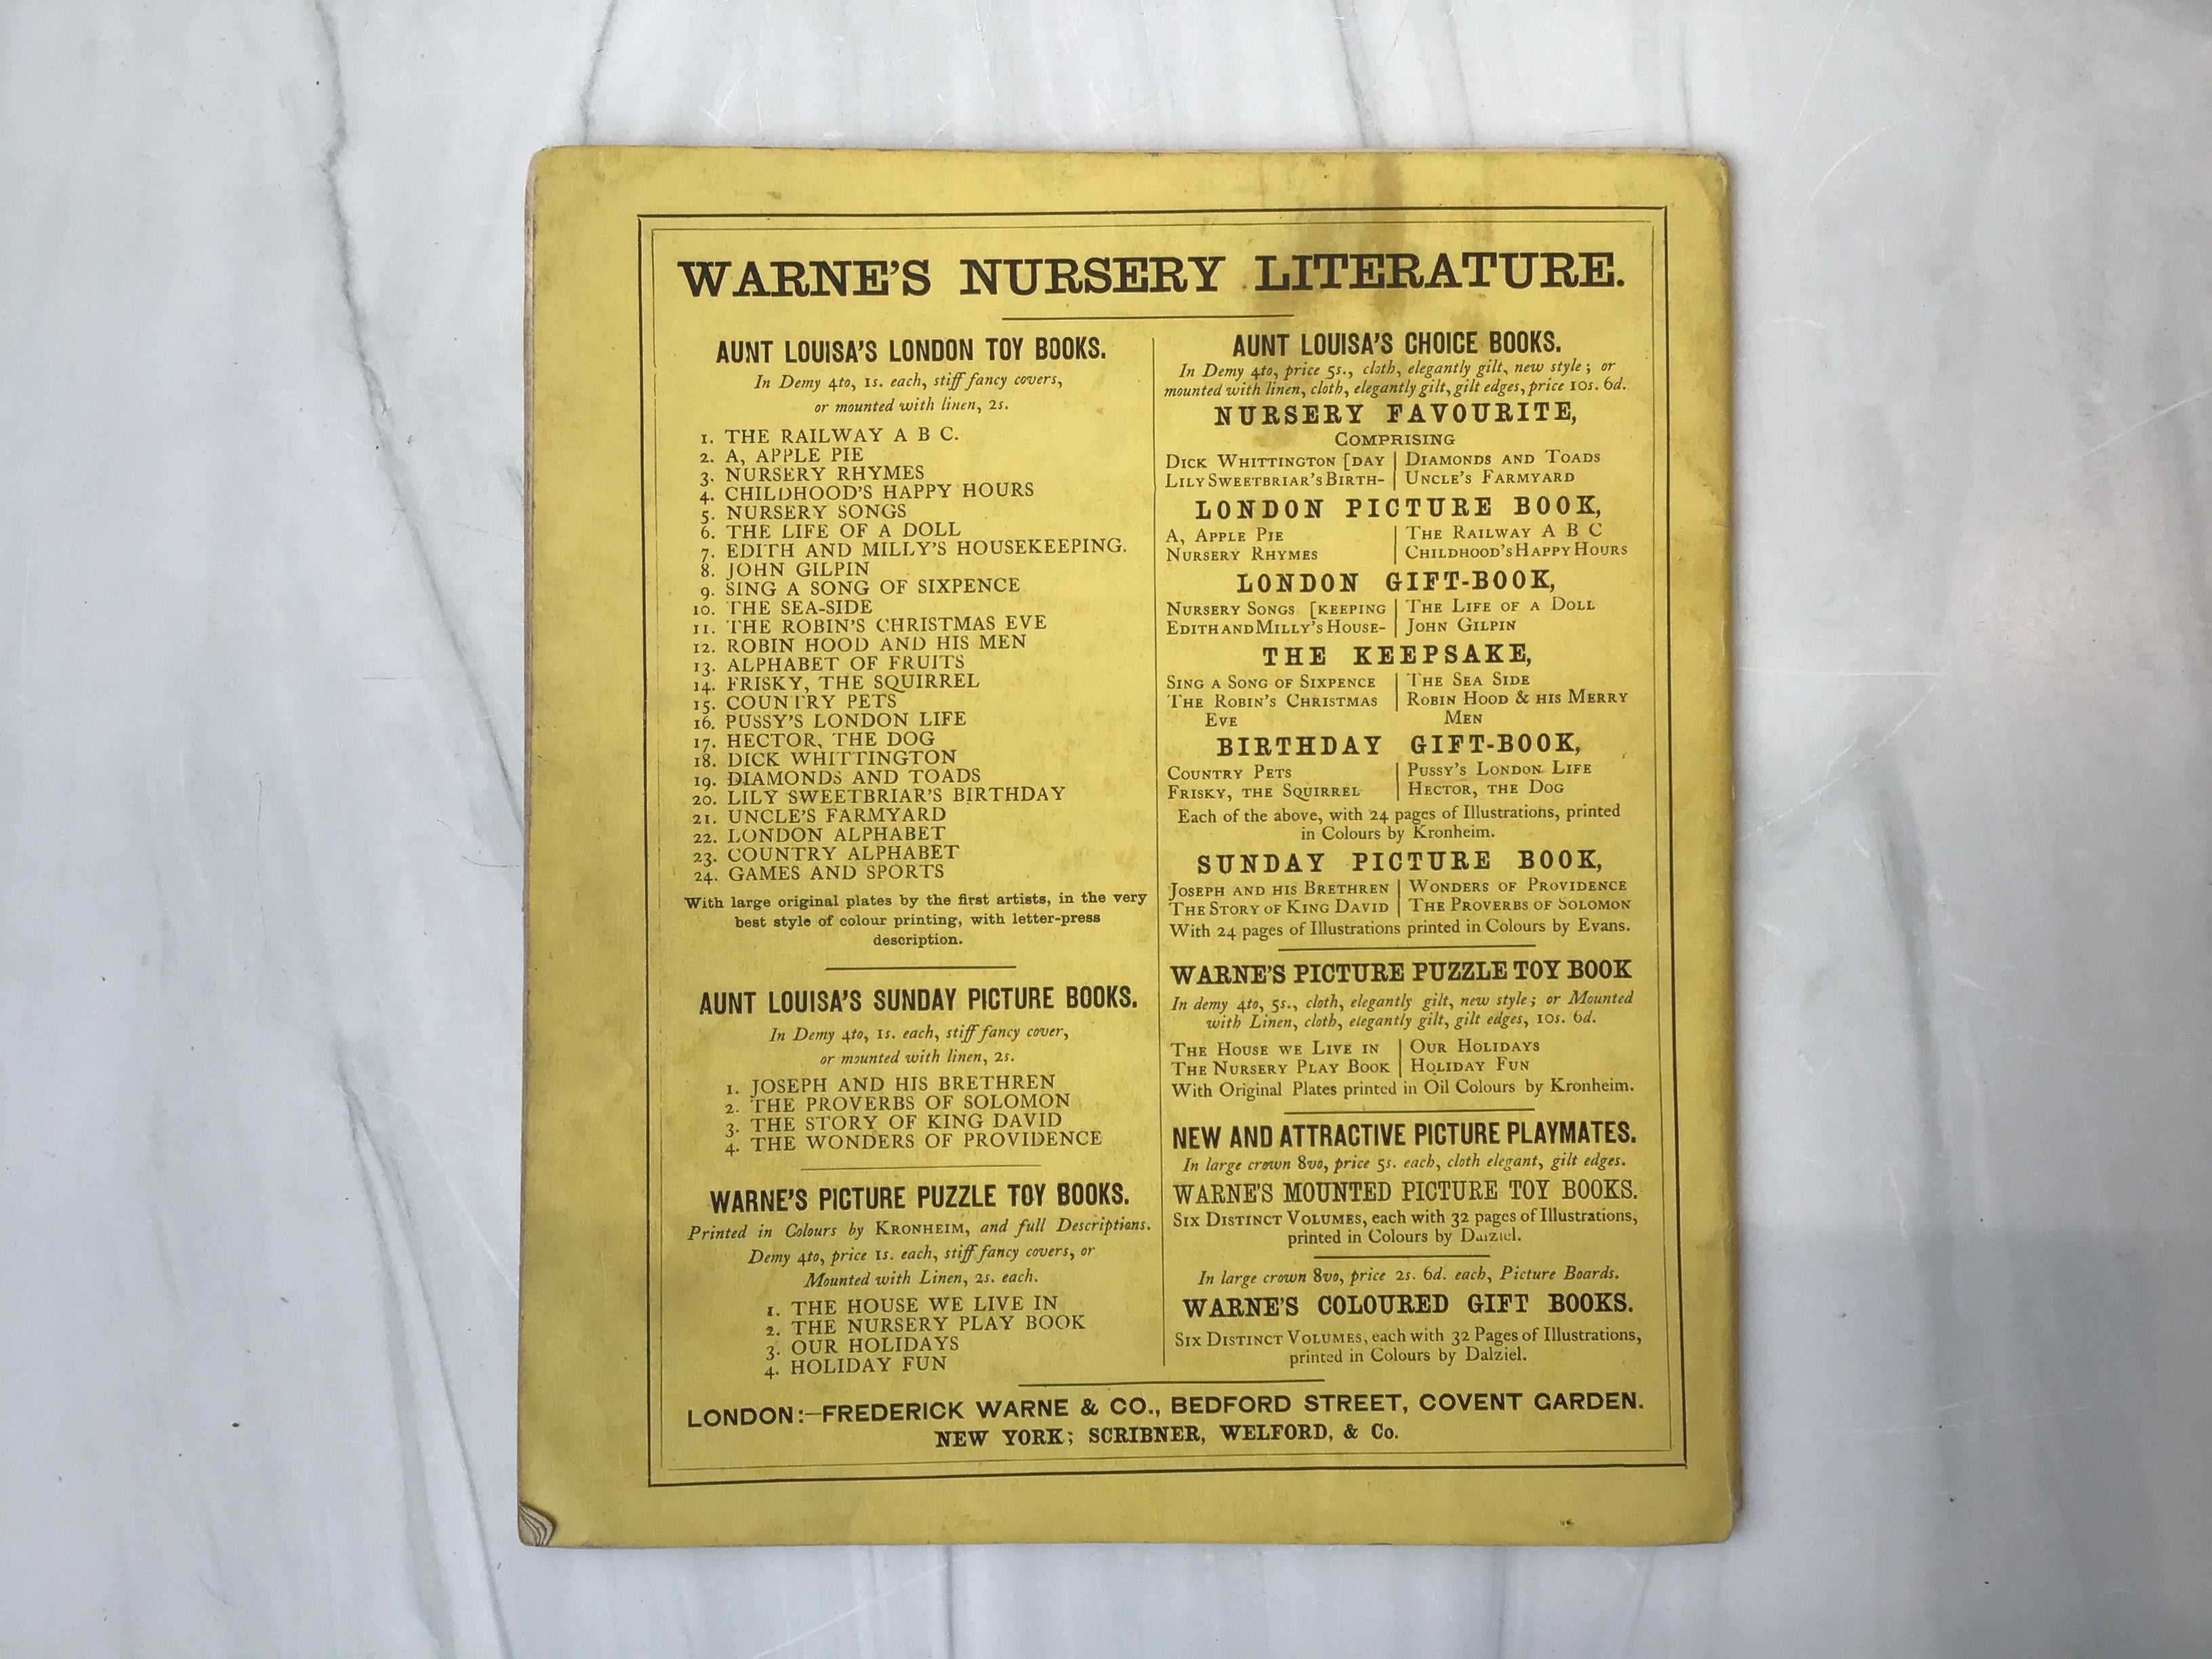 WARNE'S NURSERY LITERATURE.
AUNT LOUISA'S LONDON TOY BOOKS.
In Demy 4to, 1s. each, stiff fancy covers,
or mounted with linen, 2s.
1. THE RAILWAY A B C.
2. A, APPLE PIE
3. NURSERY RHYMES
4. CHILDHOOD'S HAPPY HOURS
5. NURSERY SONGS
6. THE LIFE OF A DOLL
7. EDITH AND MILLY'S HOUSEKEEPING.
8. JOHN GILPIN
9. SING A SONG OF SIXPENCE
10. THE SEA-SIDE
11. THE ROBIN'S CHRISTMAS EVE
12. ROBIN HOOD AND HIS MEN
13. ALPHABET OF FRUITS
14. FRISKY, THE SQUIRREL
15. COUNTRY PETS
16. PUSSY'S LONDON LIFE
17. HECTOR, THE DOG
18. DICK WHITTINGTON
19. DIAMONDS AND TOADS
20. LILY SWEETBRIAR'S BIRTHDAY
21. UNCLE'S FARMYARD
22. LONDON ALPHABET
23. COUNTRY ALPHABET
24. GAMES AND SPORTS
With large original plates by the first artists, in the very
best style of colour printing, with letter-press
description.
AUNT LOUISA'S SUNDAY PICTURE BOOKS.
In Demy 4to, 1s. each, stiff fancy cover,
or mounted with linen, 2s.
1. JOSEPH AND HIS BRETHREN
2. THE PROVERBS OF SOLOMON
3. THE STORY OF KING DAVID
4. THE WONDERS OF PROVIDENCE
WARNE'S PICTURE PUZZLE TOY BOOKS.
Printed in Colours by KRONHEIM, and full Descriptions.
Demy 4to, price 1s. each, stiff fancy covers, or
Mounted with Linen, 2s. each.
1. THE HOUSE WE LIVE IN
2. THE NURSERY PLAY BOOK
3. OUR HOLIDAYS
4. HOLIDAY FUN
AUNT LOUISA'S CHOICE BOOKS.
In Demy 4to, price 5s., cloth, elegantly gilt, new style; or
mounted with linen, cloth, elegantly gilt, gilt edges, price 10s. 6d.
NURSERY FAVOURITE,
COMPRISING
DICK WHITTINGTON [DAY | DIAMONDS AND TOADS
LILY SWEETBRIAR'S BIRTH- | UNCLE'S FARMYARD
LONDON PICTURE BOOK,
A, APPLE PIE | THE RAILWAY A B C
NURSERY RHYMES | CHILDHOOD'S HAPPY HOURS
LONDON GIFT-BOOK,
NURSERY SONGS [KEEPING | THE LIFE OF A DOLL
EDITH AND MILLY'S HOUSE- | JOHN GILPIN
THE KEEPSAKE,
SING A SONG OF SIXPENCE | THE SEA SIDE
THE ROBIN'S CHRISTMAS | ROBIN HOOD & HIS MERRY
EVE MEN
BIRTHDAY GIFT-BOOK,
COUNTRY PETS | PUSSY'S LONDON LIFE
FRISKY, THE SQUIRREL | HECTOR, THE DOG
Each of the above, with 24 pages of Illustrations, printed
in Colours by Kronheim.
SUNDAY PICTURE BOOK,
JOSEPH AND HIS BRETHREN | WONDERS OF PROVIDENCE
THE STORY OF KING DAVID | THE PROVERBS OF SOLOMON
With 24 pages of Illustrations printed in Colours by Evans.
WARNE'S PICTURE PUZZLE TOY BOOK
In demy 4to, 5s., cloth, elegantly gilt, new style; or Mounted
with Linen, cloth, elegantly gilt, gilt edges, 10s. 6d.
THE HOUSE WE LIVE IN | OUR HOLIDAYS
THE NURSERY PLAY BOOK | HOLIDAY FUN
With Original Plates printed in Oil Colours by Kronheim.
NEW AND ATTRACTIVE PICTURE PLAYMATES.
In large crown 8vo, price 5s. each, cloth elegant, gilt edges.
WARNE'S MOUNTED PICTURE TOY BOOKS.
SIX DISTINCT VOLUMES, each with 32 pages of Illustrations,
printed in Colours by Dalziel.
In large crown 8vo, price 2s. 6d. each, Picture Boards.
WARNE'S COLOURED GIFT BOOKS.
SIX DISTINCT VOLUMES, each with 32 Pages of Illustrations,
printed in Colours by Dalziel.
LONDON:—FREDERICK WARNE & CO., BEDFORD STREET, COVENT GARDEN.
NEW YORK; SCRIBNER, WELFORD, & Co.